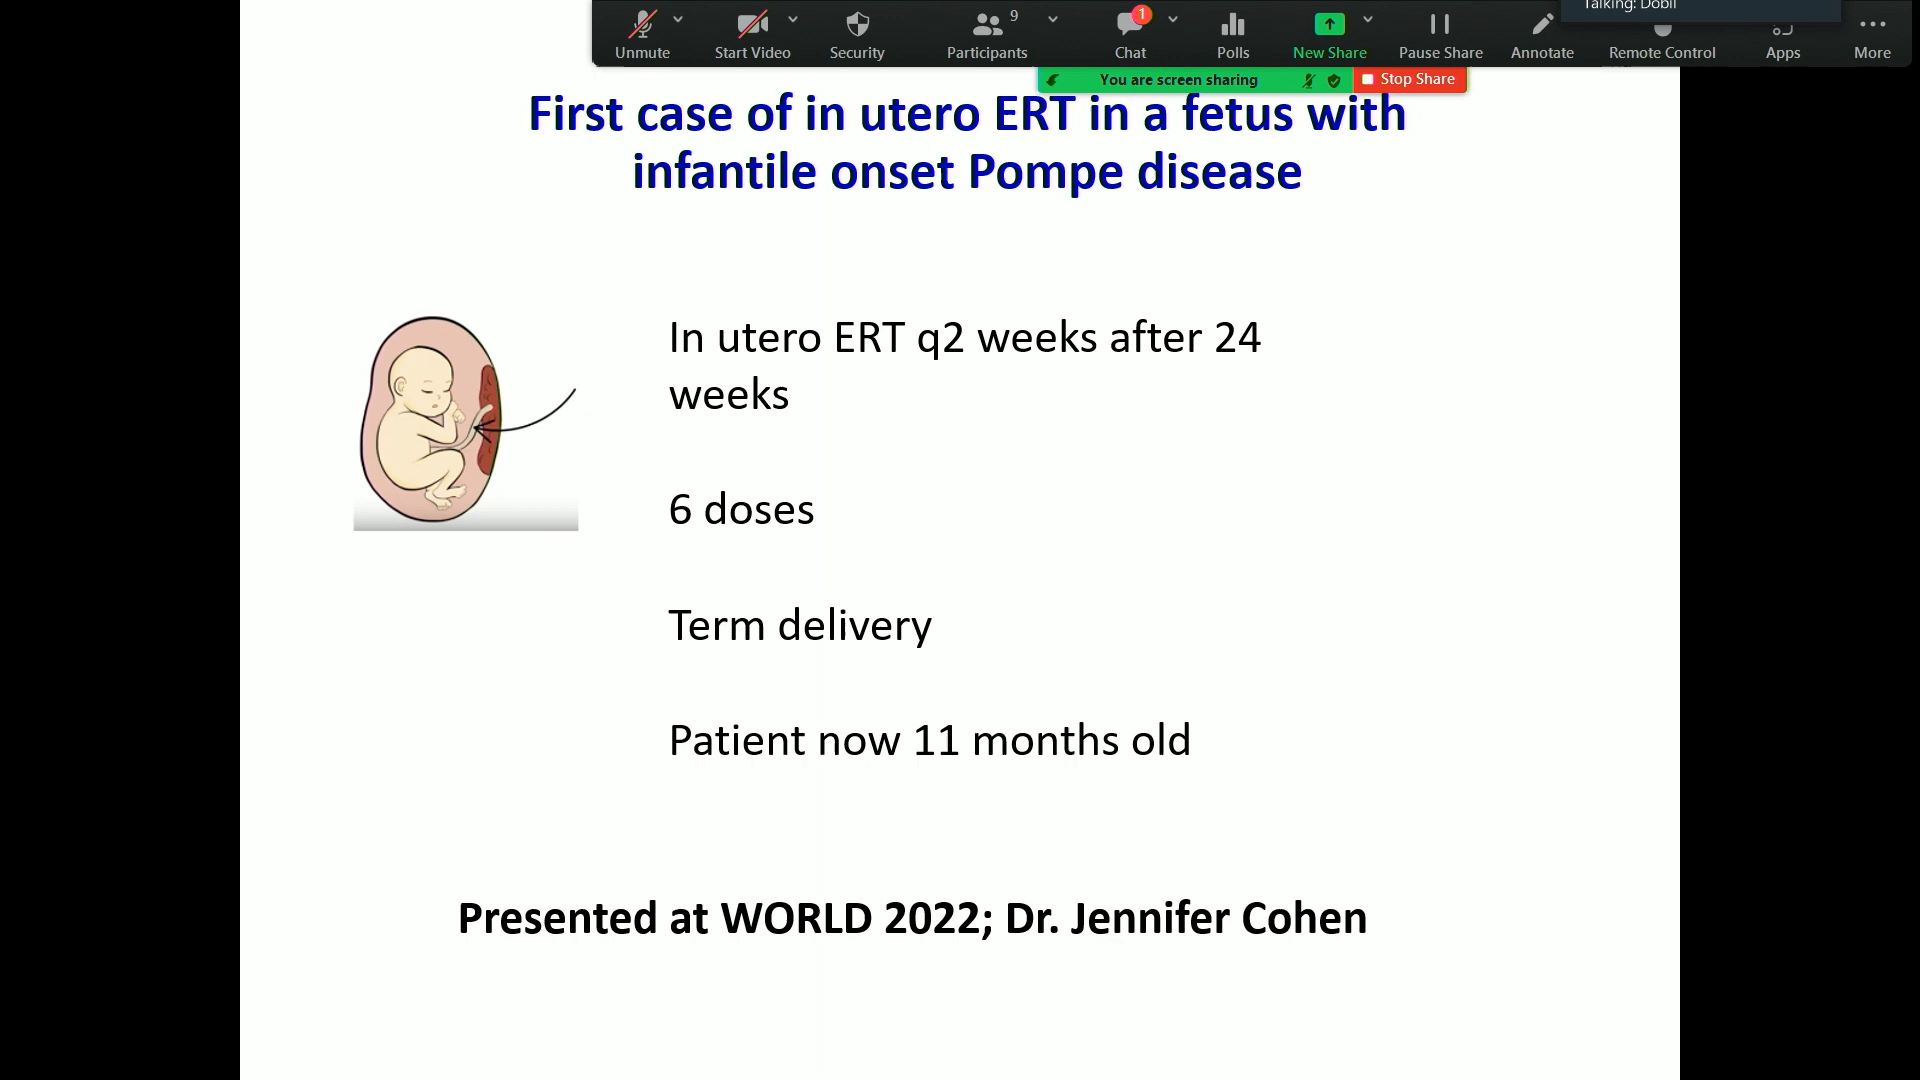 Talking: Dobil
9
1
Unmute
Start Video
Security
Participants
Chat
Polls
New Share
Pause Share
Annotate
Remote Control
Apps
More
You are screen sharing
Stop Share
First case of in utero ERT in a fetus with
infantile onset Pompe disease
In utero ERT q2 weeks after 24
weeks
6 doses
Term delivery
Patient now 11 months old
Presented at WORLD 2022; Dr. Jennifer Cohen